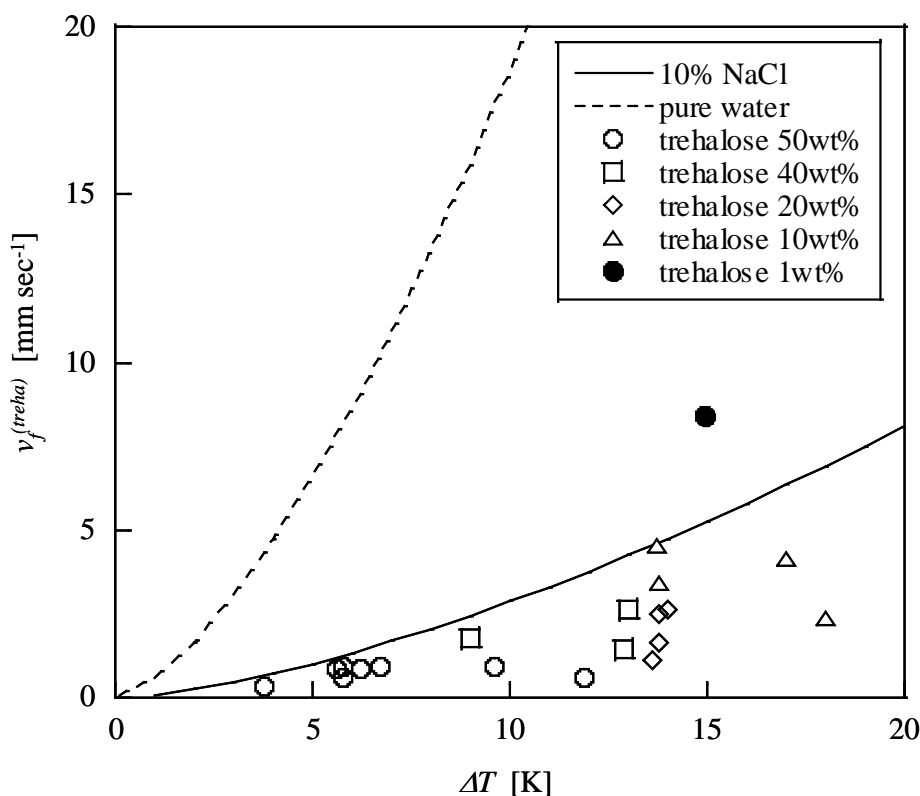 20
15
10
5
0
0
5
10
15
20
v_f^(treha) [mm sec⁻¹]
ΔT [K]
10% NaCl
pure water
trehalose 50wt%
trehalose 40wt%
trehalose 20wt%
trehalose 10wt%
trehalose 1wt%